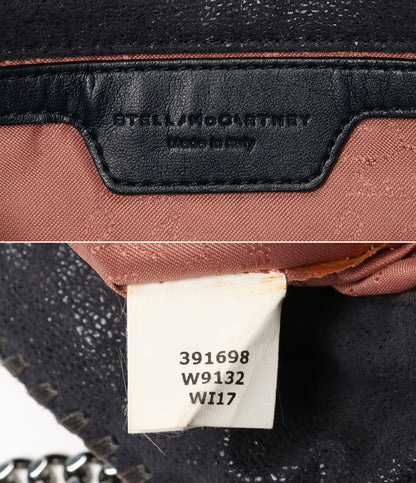 STELLA McCARTNEY
Made in Italy
391698
W9132
WI17